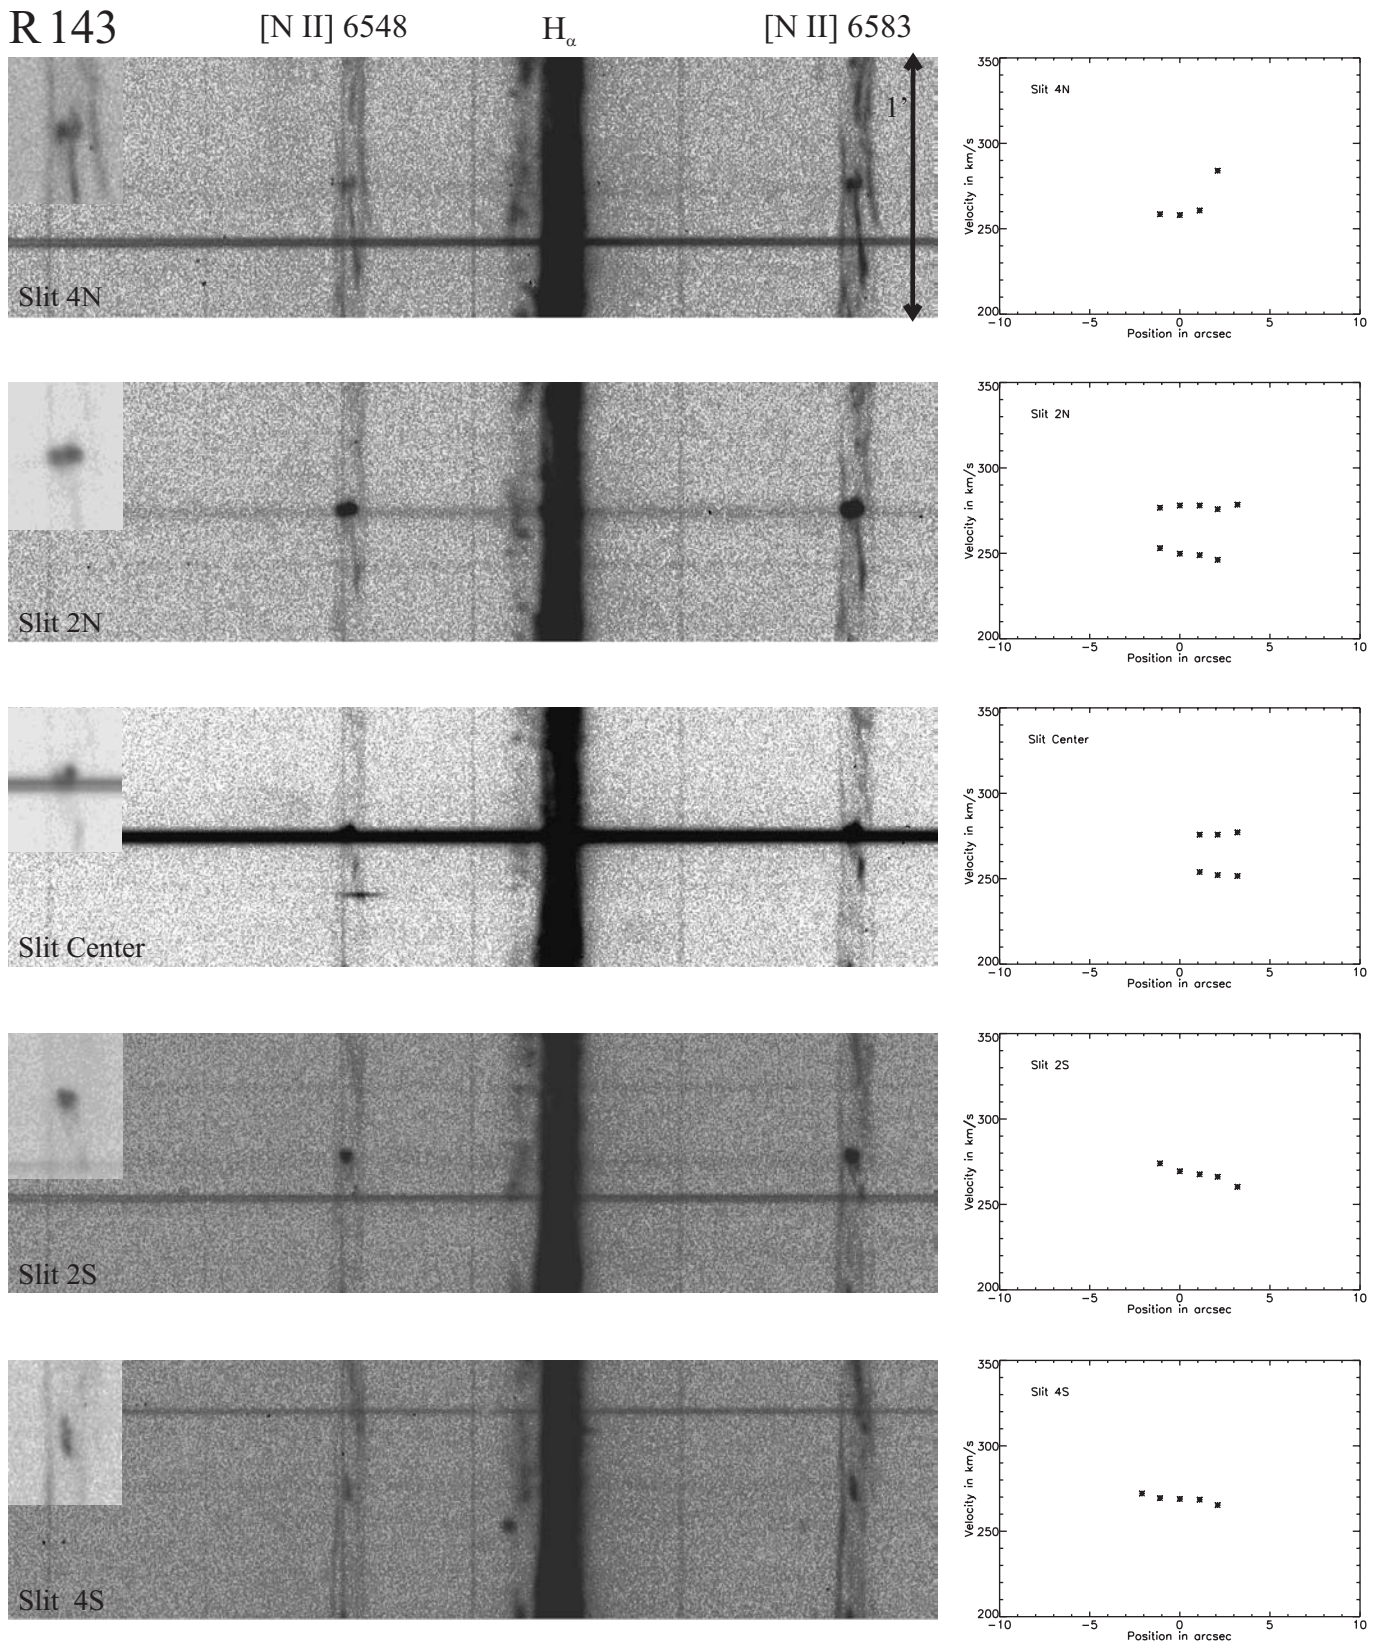 R 143 [N II] 6548 Hα [N II] 6583
1'
Slit 4N
Slit 4N
350
300
250
200
Velocity in km/s
-10 -5 0 5 10
Position in arcsec
Slit 2N
Slit 2N
350
300
250
200
Velocity in km/s
-10 -5 0 5 10
Position in arcsec
Slit Center
Slit Center
350
300
250
200
Velocity in km/s
-10 -5 0 5 10
Position in arcsec
Slit 2S
Slit 2S
350
300
250
200
Velocity in km/s
-10 -5 0 5 10
Position in arcsec
Slit 4S
Slit 4S
350
300
250
200
Velocity in km/s
-10 -5 0 5 10
Position in arcsec